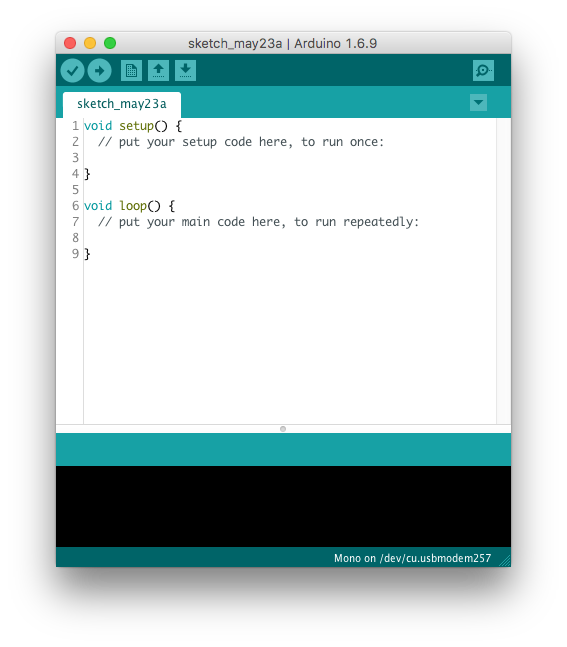 sketch_may23a | Arduino 1.6.9
sketch_may23a
1 void setup() {
2   // put your setup code here, to run once:
3
4 }
5
6 void loop() {
7   // put your main code here, to run repeatedly:
8
9 }
Mono on /dev/cu.usbmodem257